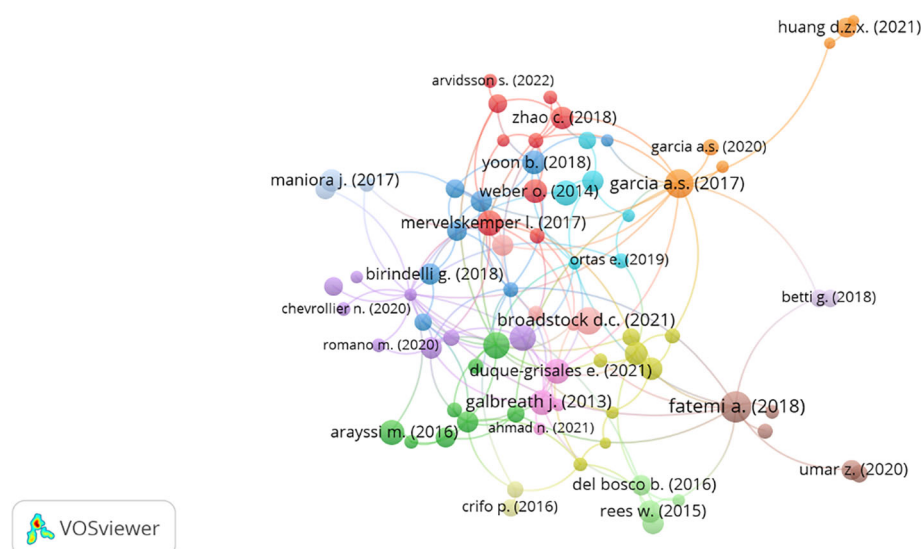 huang d.z.x. (2021)
arvidsson s. (2022)
zhao c. (2018)
garcia a.s. (2020)
yoon b. (2018)
maniora j. (2017)
weber o. (2014)
garcia a.s. (2017)
mervelskemper l. (2017)
ortas e. (2019)
birindelli g. (2018)
betti g. (2018)
chevrollier n. (2020)
broadstock d.c. (2021)
romano m. (2020)
duque-grisales e. (2021)
galbreath j. (2013)
fatemi a. (2018)
ahmad n. (2021)
arayssi m. (2016)
umar z. (2020)
del bosco b. (2016)
crifo p. (2016)
rees w. (2015)
VOSviewer